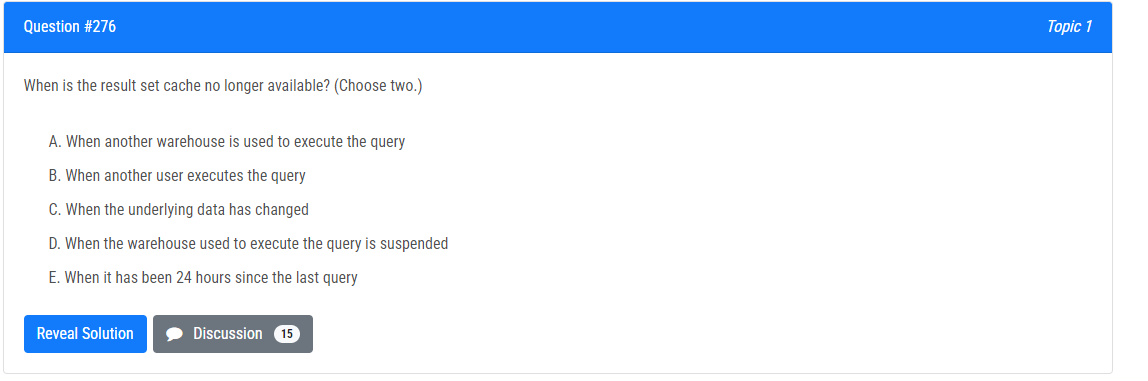 Question #276
Topic 1
When is the result set cache no longer available? (Choose two.)
A. When another warehouse is used to execute the query
B. When another user executes the query
C. When the underlying data has changed
D. When the warehouse used to execute the query is suspended
E. When it has been 24 hours since the last query
Reveal Solution
Discussion 15